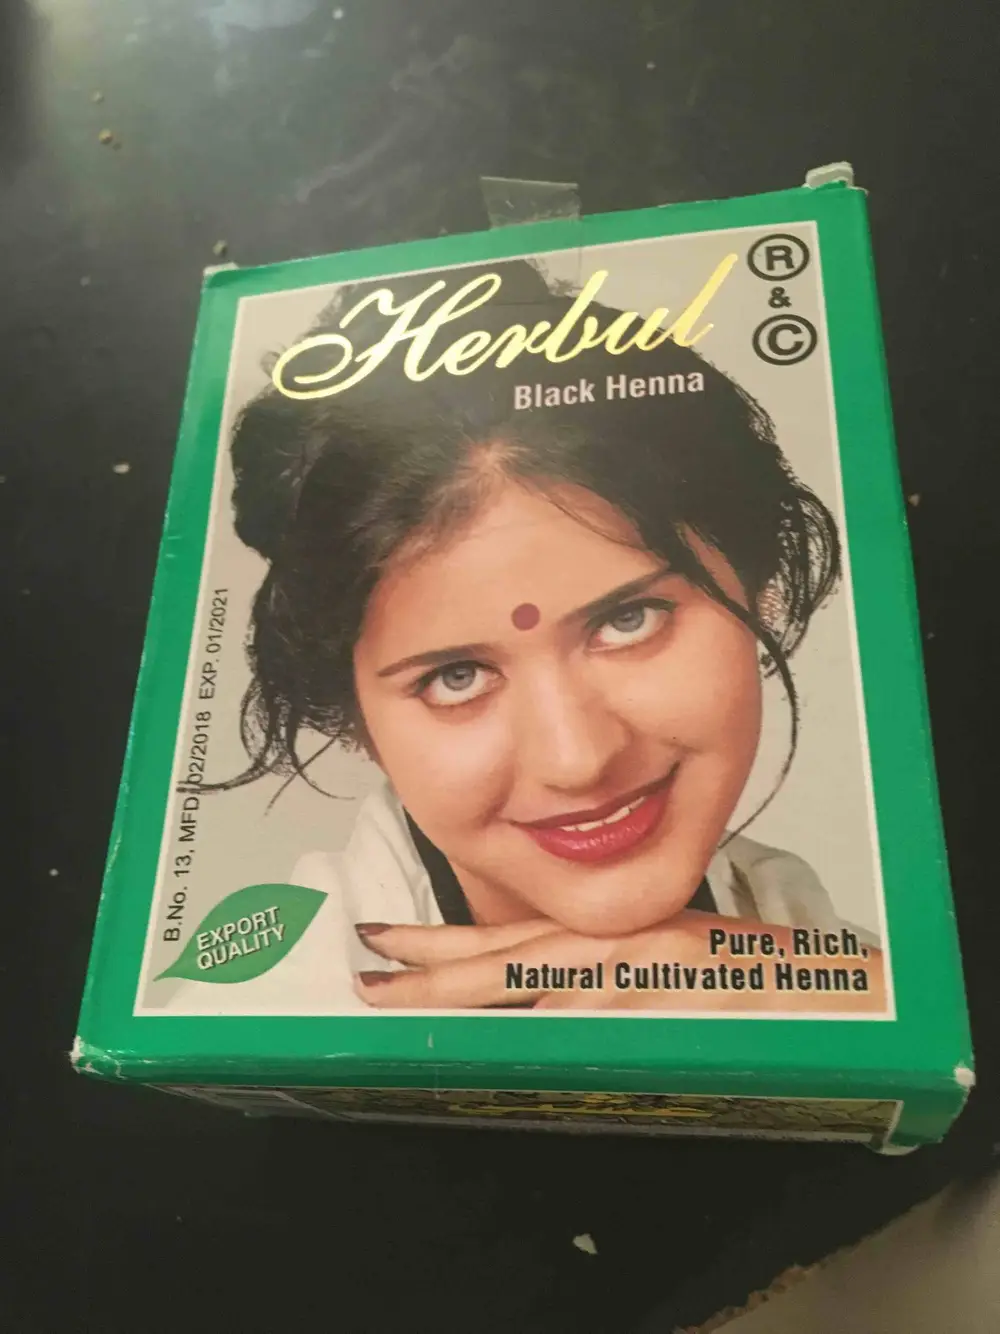 Herbul
Black Henna
®
&
©
B.No. 13, MFD. 02/2018 EXP. 01/2021
EXPORT
QUALITY
Pure, Rich,
Natural Cultivated Henna